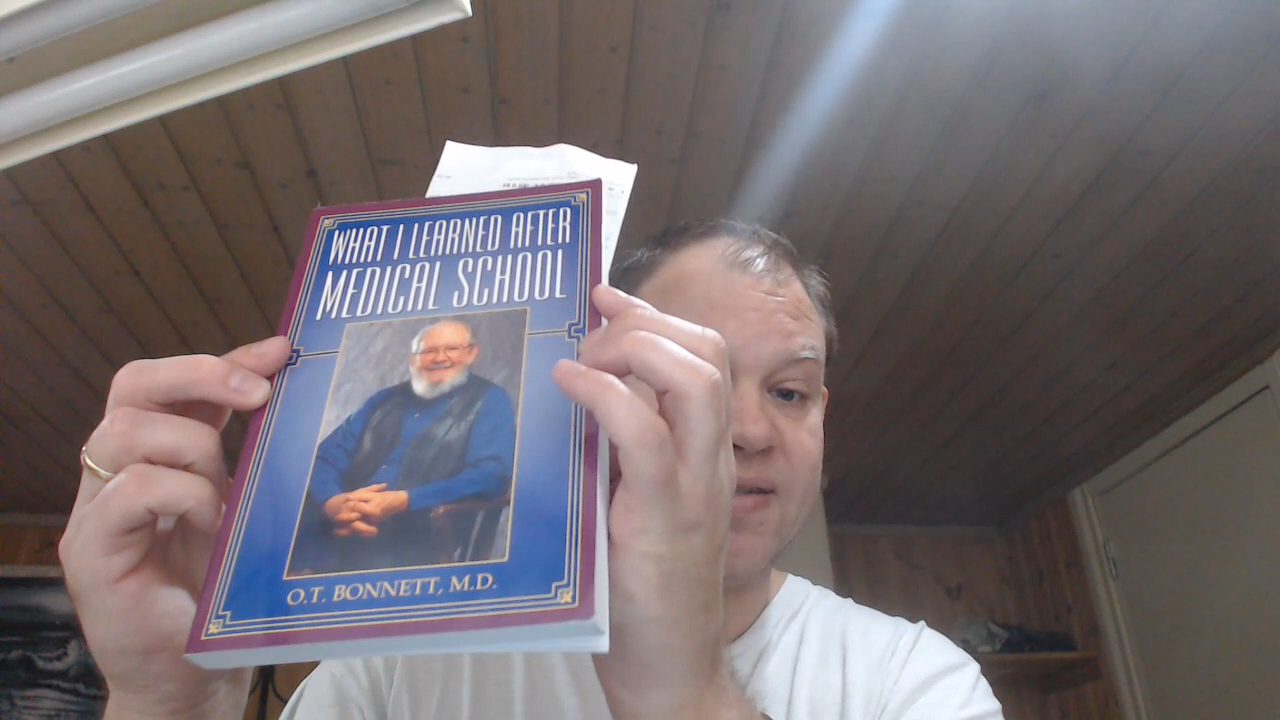 WHAT I LEARNED AFTER
MEDICAL SCHOOL
O.T. BONNETT, M.D.